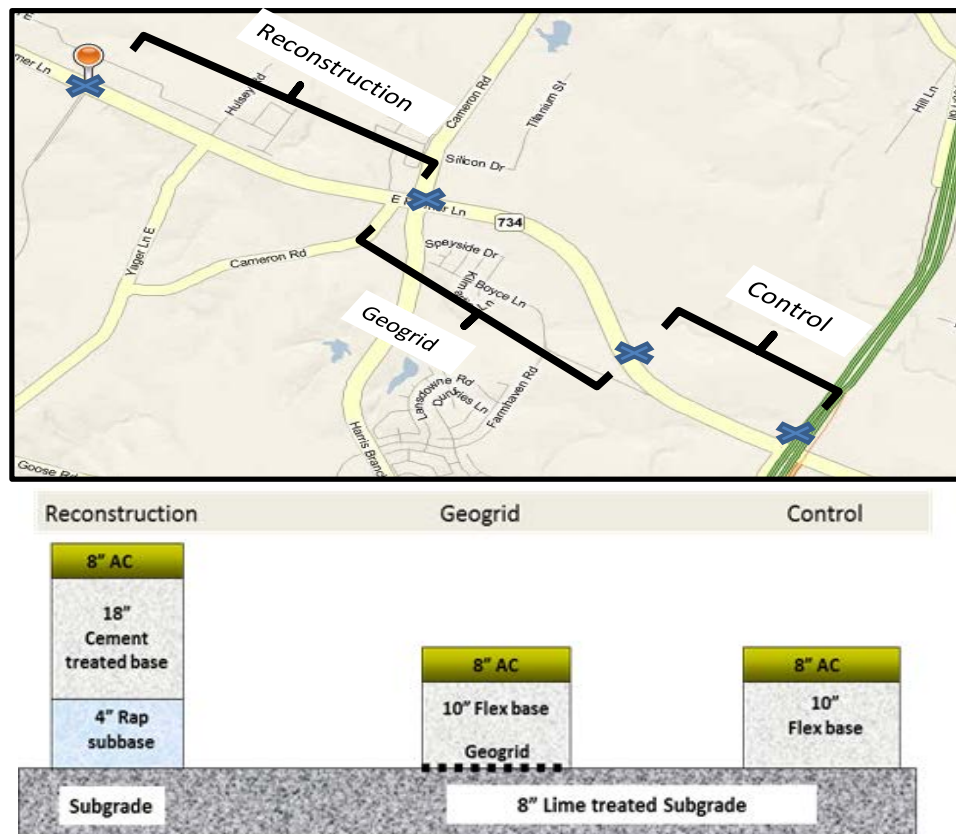 Reconstruction
mer Ln
Hulsey Rd
Cameron Rd
Titanium St
Hill Ln
Silicon Dr
734
Yager Ln E
Cameron Rd
Speyside Dr
Boyce Ln
Geogrid
Control
Lansdowne Rd
Farmhaven Rd
Harris Branch
Goose Rd
Reconstruction
Geogrid
Control
8” AC
18”
Cement
treated base
4” Rap
subbase
8” AC
10” Flex base
Geogrid
8” AC
10”
Flex base
Subgrade
8” Lime treated Subgrade